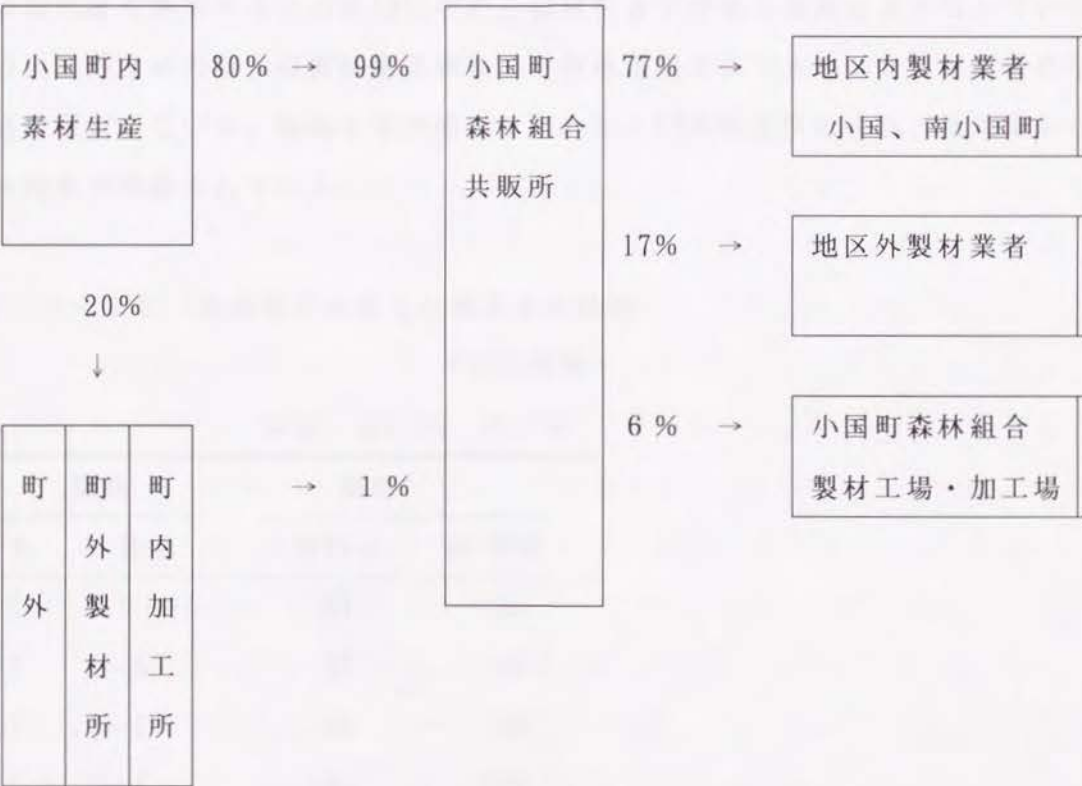 小国町内
素材生産
80% → 99%
小国町
森林組合
共販所
77% →
地区内製材業者
小国、南小国町
17% →
地区外製材業者
20%
↓
6% →
小国町森林組合
製材工場・加工場
町外
町外製材所
町内加工所
→ 1%